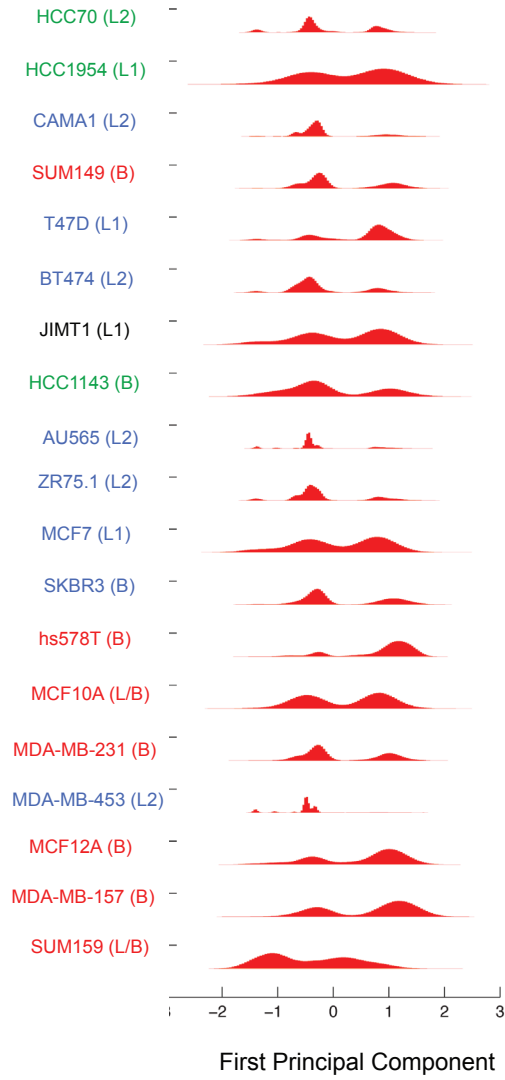 HCC70 (L2)
HCC1954 (L1)
CAMA1 (L2)
SUM149 (B)
T47D (L1)
BT474 (L2)
JIMT1 (L1)
HCC1143 (B)
AU565 (L2)
ZR75.1 (L2)
MCF7 (L1)
SKBR3 (B)
hs578T (B)
MCF10A (L/B)
MDA-MB-231 (B)
MDA-MB-453 (L2)
MCF12A (B)
MDA-MB-157 (B)
SUM159 (L/B)
−2 −1 0 1 2 3
First Principal Component